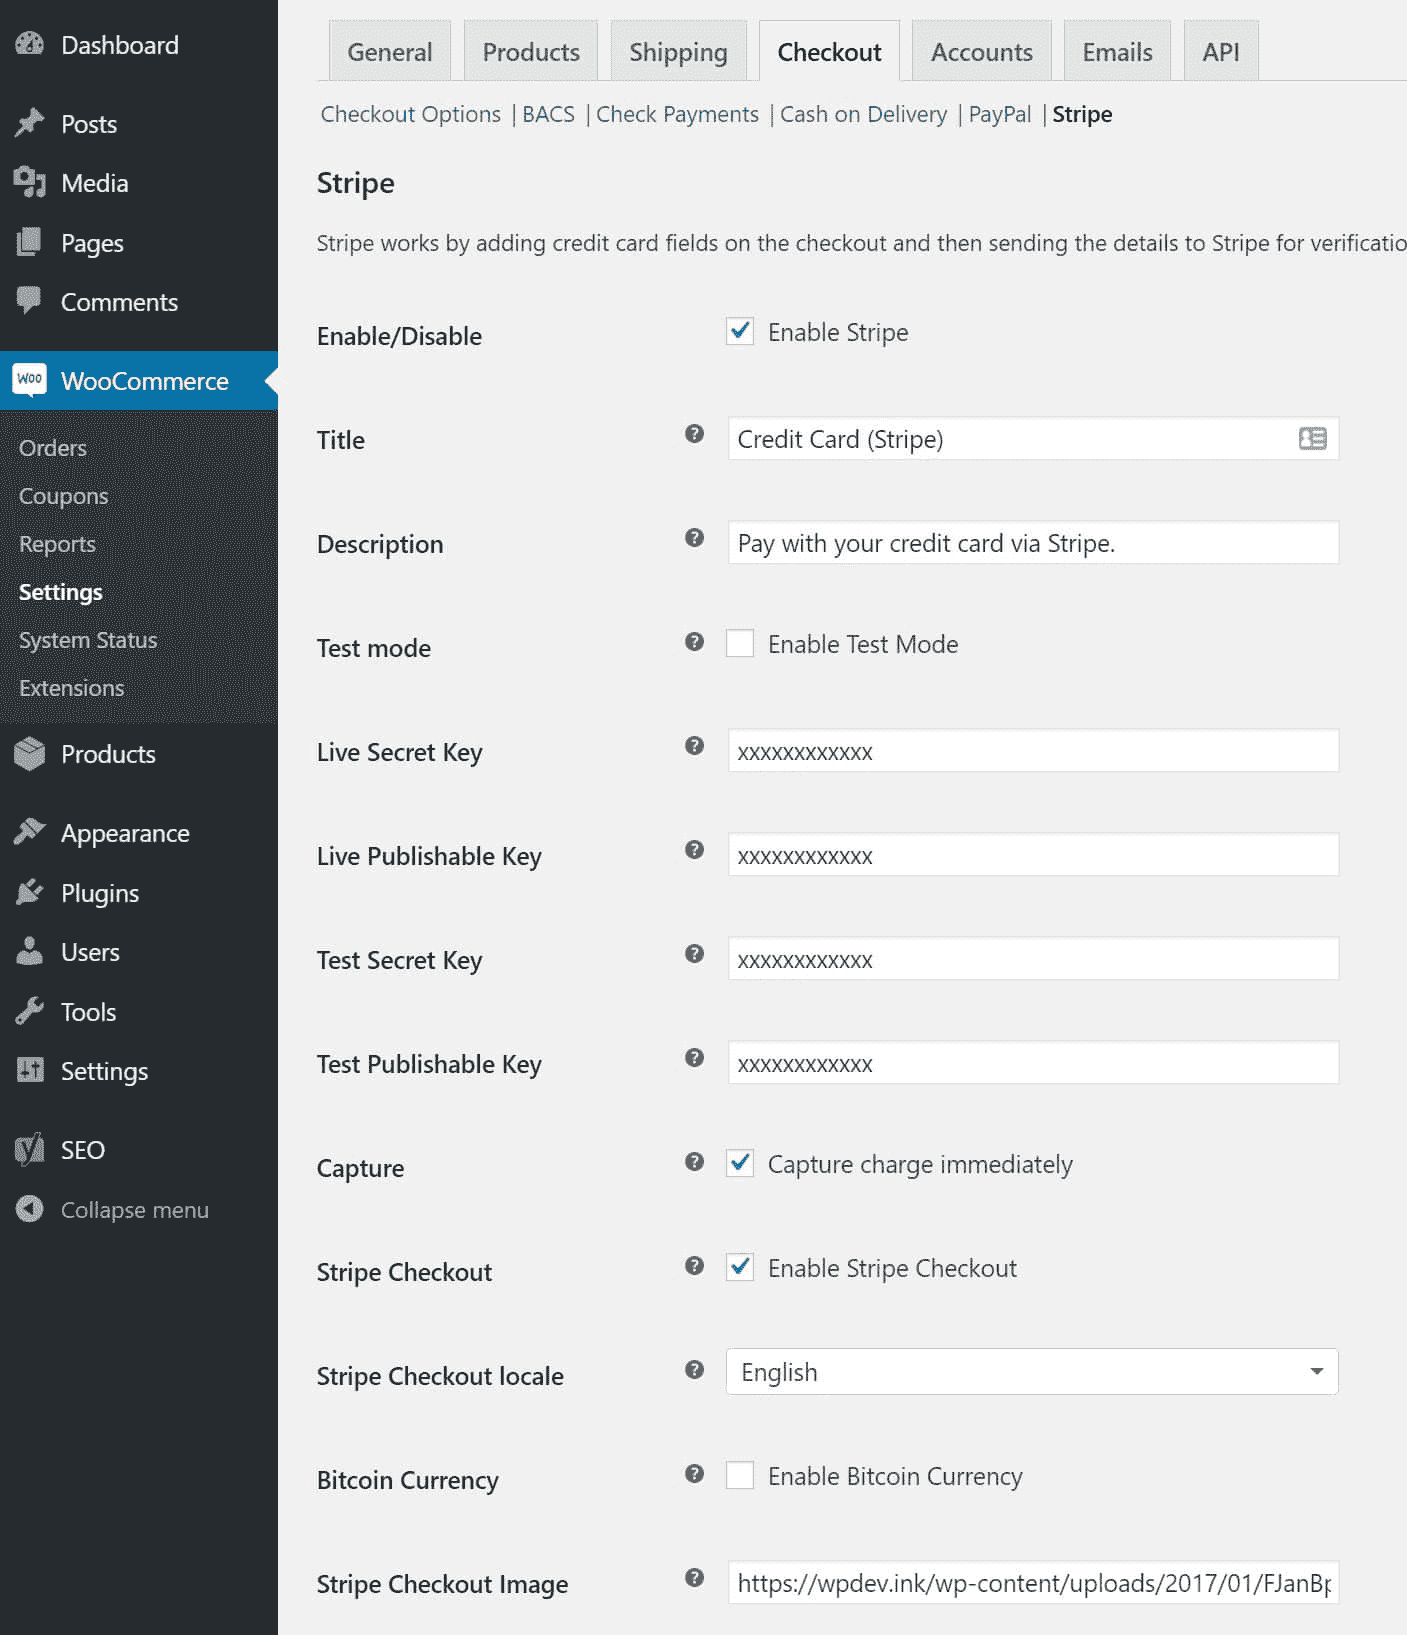 Dashboard
Posts
Media
Pages
Comments
Woo
WooCommerce
Orders
Coupons
Reports
Settings
System Status
Extensions
Products
Appearance
Plugins
Users
Tools
Settings
SEO
Collapse menu
General Products Shipping Checkout Accounts Emails API
Checkout Options | BACS | Check Payments | Cash on Delivery | PayPal | Stripe
Stripe
Stripe works by adding credit card fields on the checkout and then sending the details to Stripe for verificatio
Enable/Disable Enable Stripe
Title ? Credit Card (Stripe)
Description ? Pay with your credit card via Stripe.
Test mode ? Enable Test Mode
Live Secret Key ? xxxxxxxxxxxx
Live Publishable Key ? xxxxxxxxxxxx
Test Secret Key ? xxxxxxxxxxxx
Test Publishable Key ? xxxxxxxxxxxx
Capture ? Capture charge immediately
Stripe Checkout ? Enable Stripe Checkout
Stripe Checkout locale ? English
Bitcoin Currency ? Enable Bitcoin Currency
Stripe Checkout Image ? https://wpdev.ink/wp-content/uploads/2017/01/FJanBp